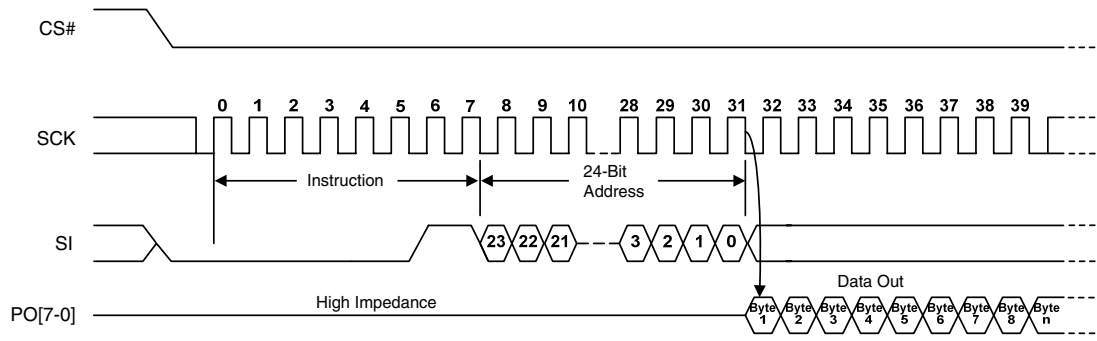 CS#
0 1 2 3 4 5 6 7 8 9 10 28 29 30 31 32 33 34 35 36 37 38 39
SCK
Instruction
24-Bit
Address
SI
23 22 21 3 2 1 0
Data Out
High Impedance
PO[7-0]
Byte 1 Byte 2 Byte 3 Byte 4 Byte 5 Byte 6 Byte 7 Byte 8 Byte n